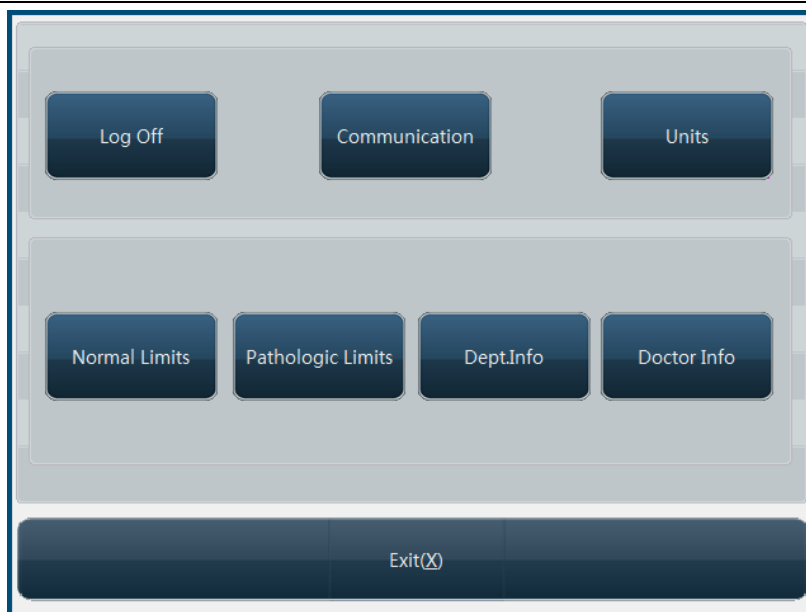 Log Off
Communication
Units
Normal Limits
Pathologic Limits
Dept.Info
Doctor Info
Exit(X)